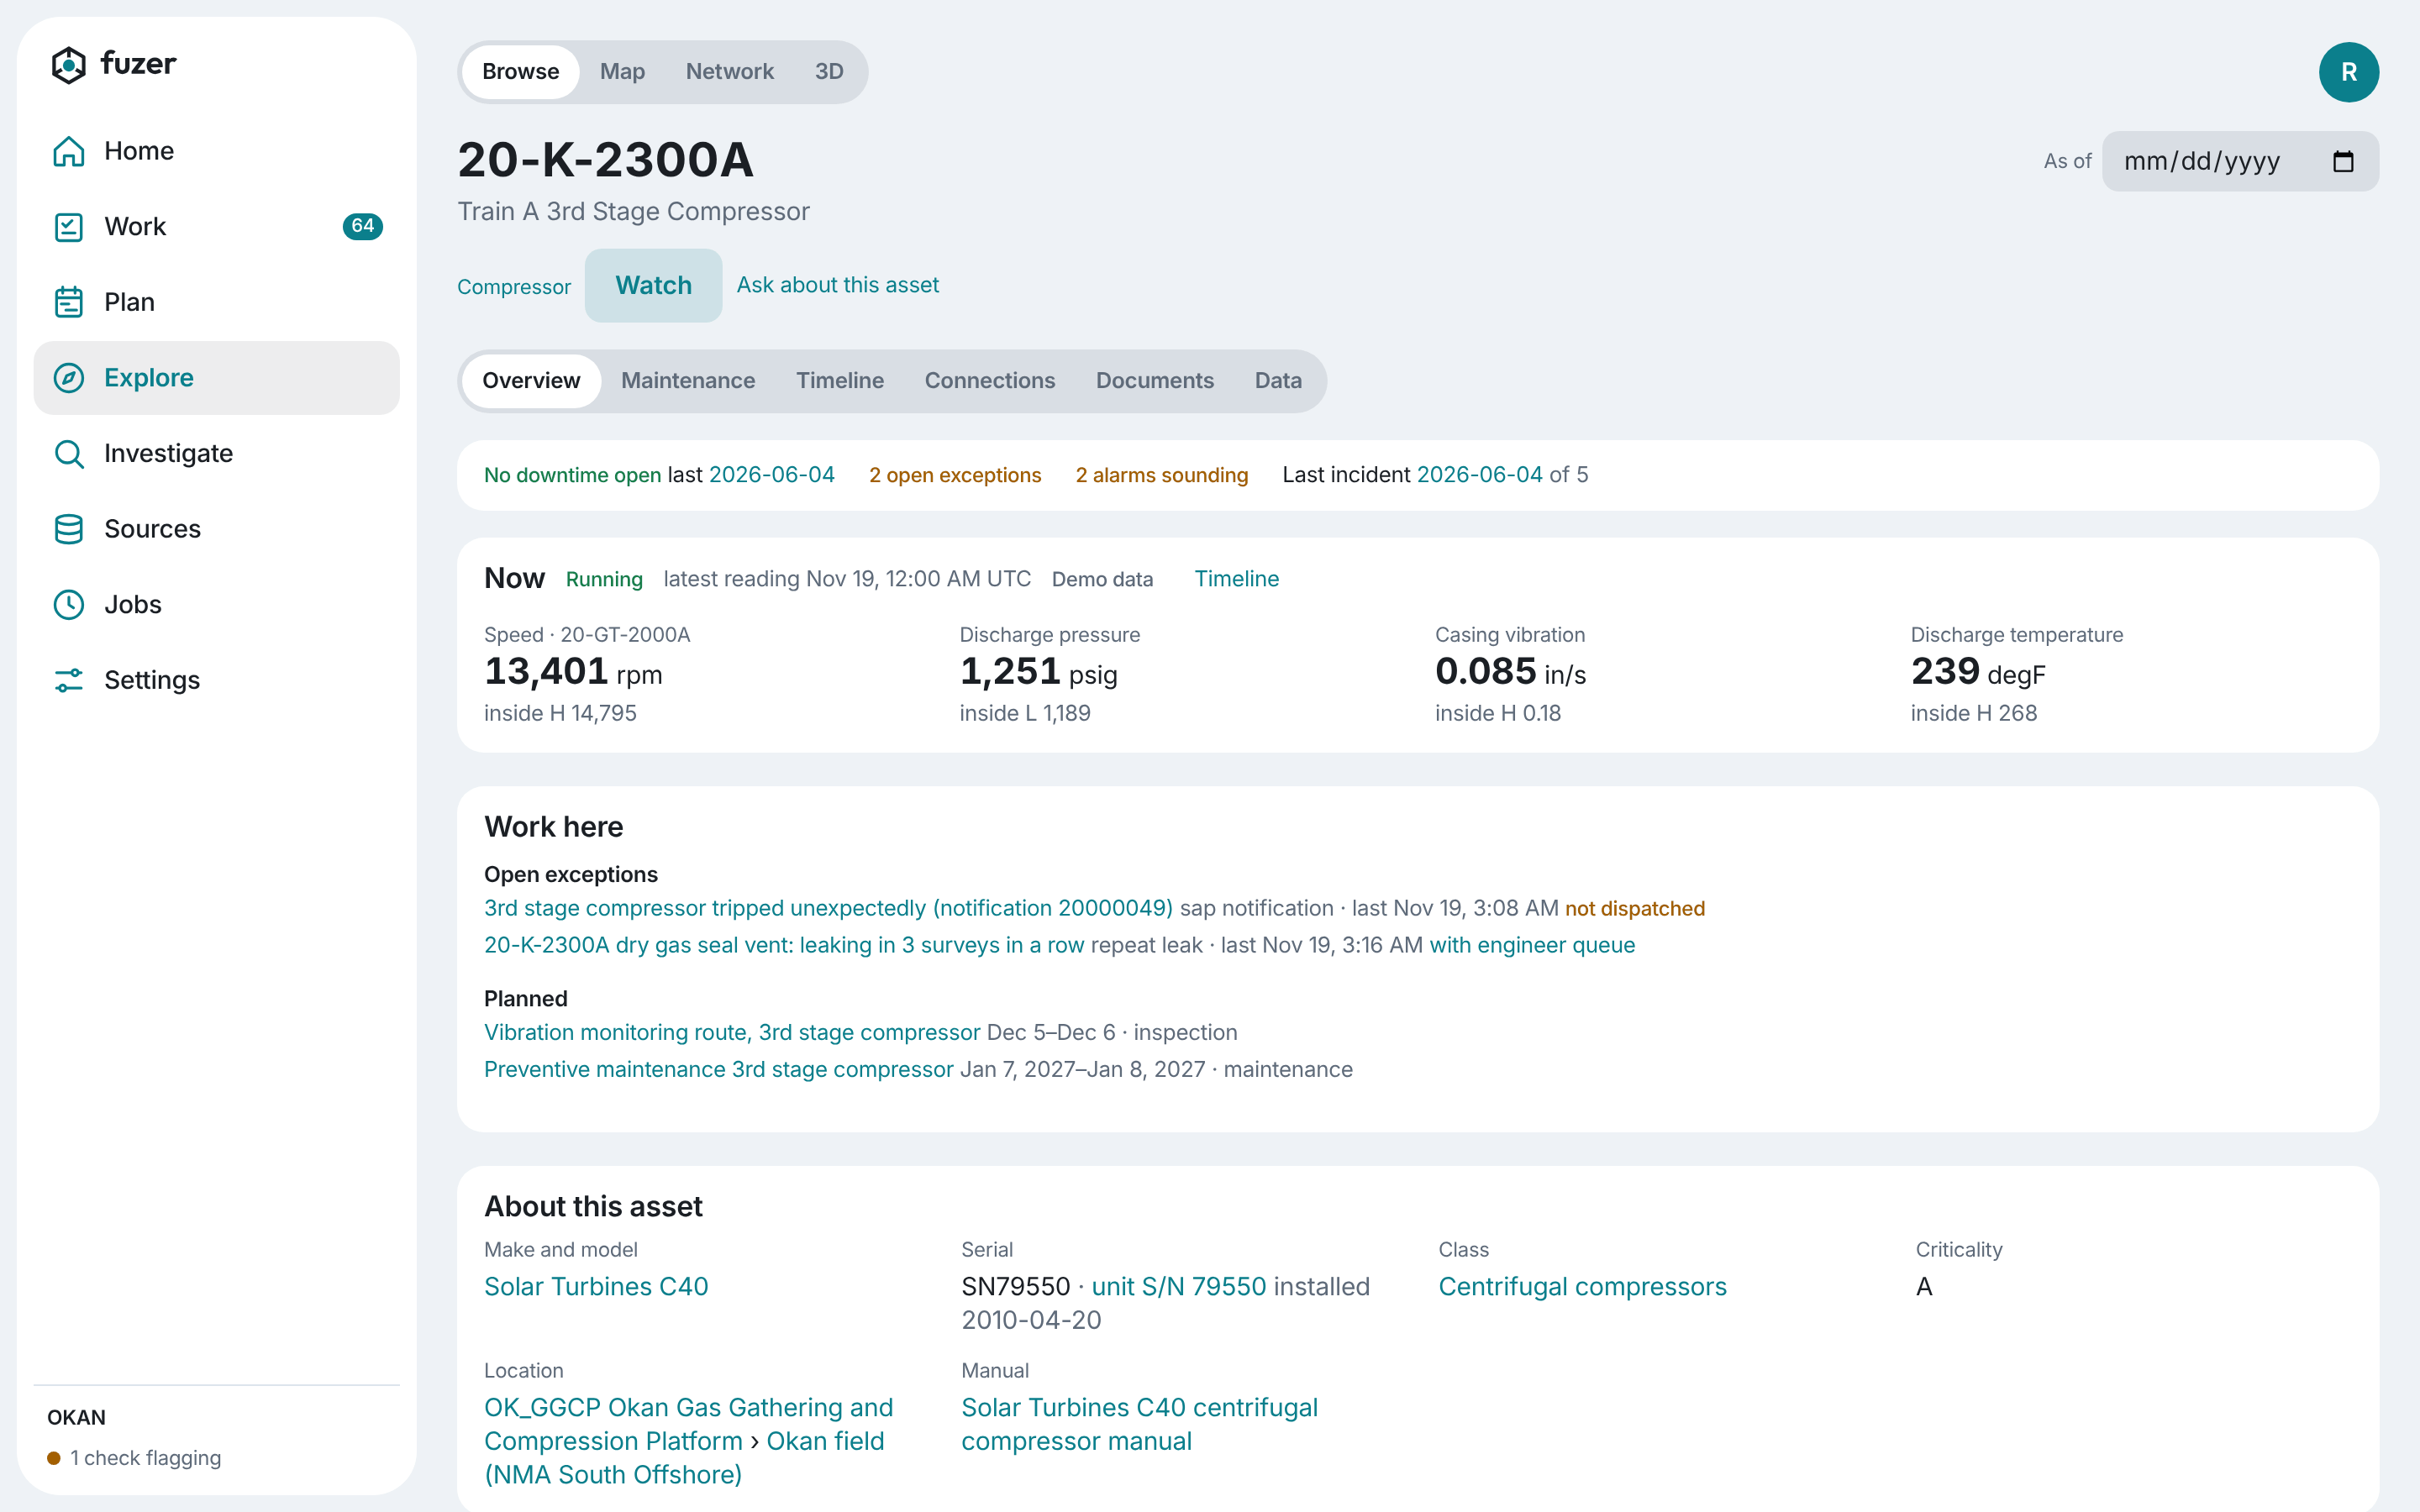 fuzer
Home
Work 64
Plan
Explore
Investigate
Sources
Jobs
Settings
OKAN
1 check flagging
Browse Map Network 3D
R
20-K-2300A
As of mm/dd/yyyy
Train A 3rd Stage Compressor
Compressor Watch Ask about this asset
Overview Maintenance Timeline Connections Documents Data
No downtime open last 2026-06-04 2 open exceptions 2 alarms sounding Last incident 2026-06-04 of 5
Now Running latest reading Nov 19, 12:00 AM UTC Demo data Timeline
Speed · 20-GT-2000A Discharge pressure Casing vibration Discharge temperature
13,401 rpm 1,251 psig 0.085 in/s 239 degF
inside H 14,795 inside L 1,189 inside H 0.18 inside H 268
Work here
Open exceptions
3rd stage compressor tripped unexpectedly (notification 20000049) sap notification · last Nov 19, 3:08 AM not dispatched
20-K-2300A dry gas seal vent: leaking in 3 surveys in a row repeat leak · last Nov 19, 3:16 AM with engineer queue
Planned
Vibration monitoring route, 3rd stage compressor Dec 5–Dec 6 · inspection
Preventive maintenance 3rd stage compressor Jan 7, 2027–Jan 8, 2027 · maintenance
About this asset
Make and model Serial Class Criticality
Solar Turbines C40 SN79550 · unit S/N 79550 installed Centrifugal compressors A
2010-04-20
Location Manual
OK_GGCP Okan Gas Gathering and Solar Turbines C40 centrifugal
Compression Platform › Okan field compressor manual
(NMA South Offshore)